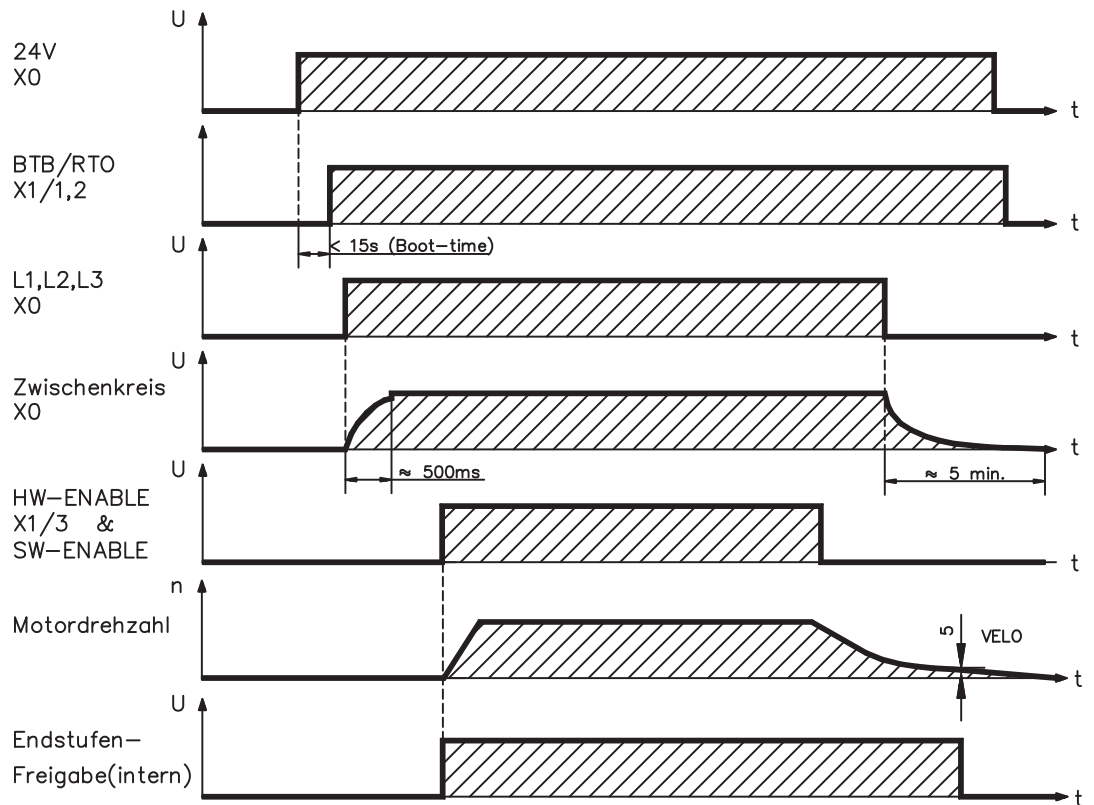 U
24V
X0
t
BTB/RTO
X1/1,2
t
< 15s (Boot-time)
U
L1,L2,L3
X0
t
U
Zwischenkreis
X0
t
≈ 500ms
≈ 5 min.
U
HW-ENABLE
X1/3 &
SW-ENABLE
t
n
Motordrehzahl
5
VELO
t
U
Endstufen-
Freigabe(intern)
t